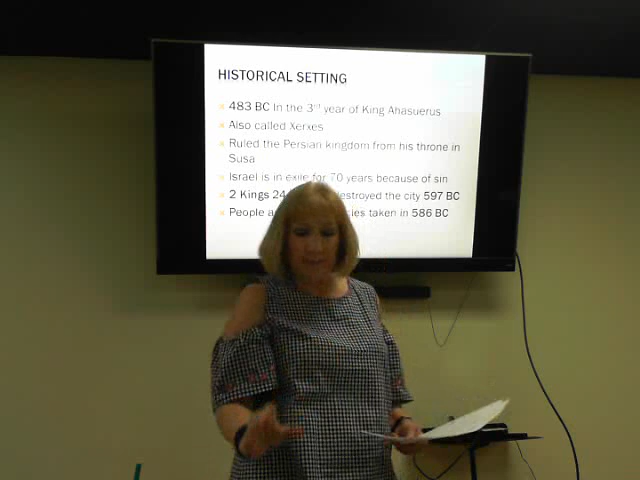 HISTORICAL SETTING
483 BC In the 3rd year of King Ahasuerus
Also called Xerxes
Ruled the Persian kingdom from his throne in
Susa
Israel is in exile for 70 years because of sin
2 Kings 24 destroyed the city 597 BC
People taken in 586 BC